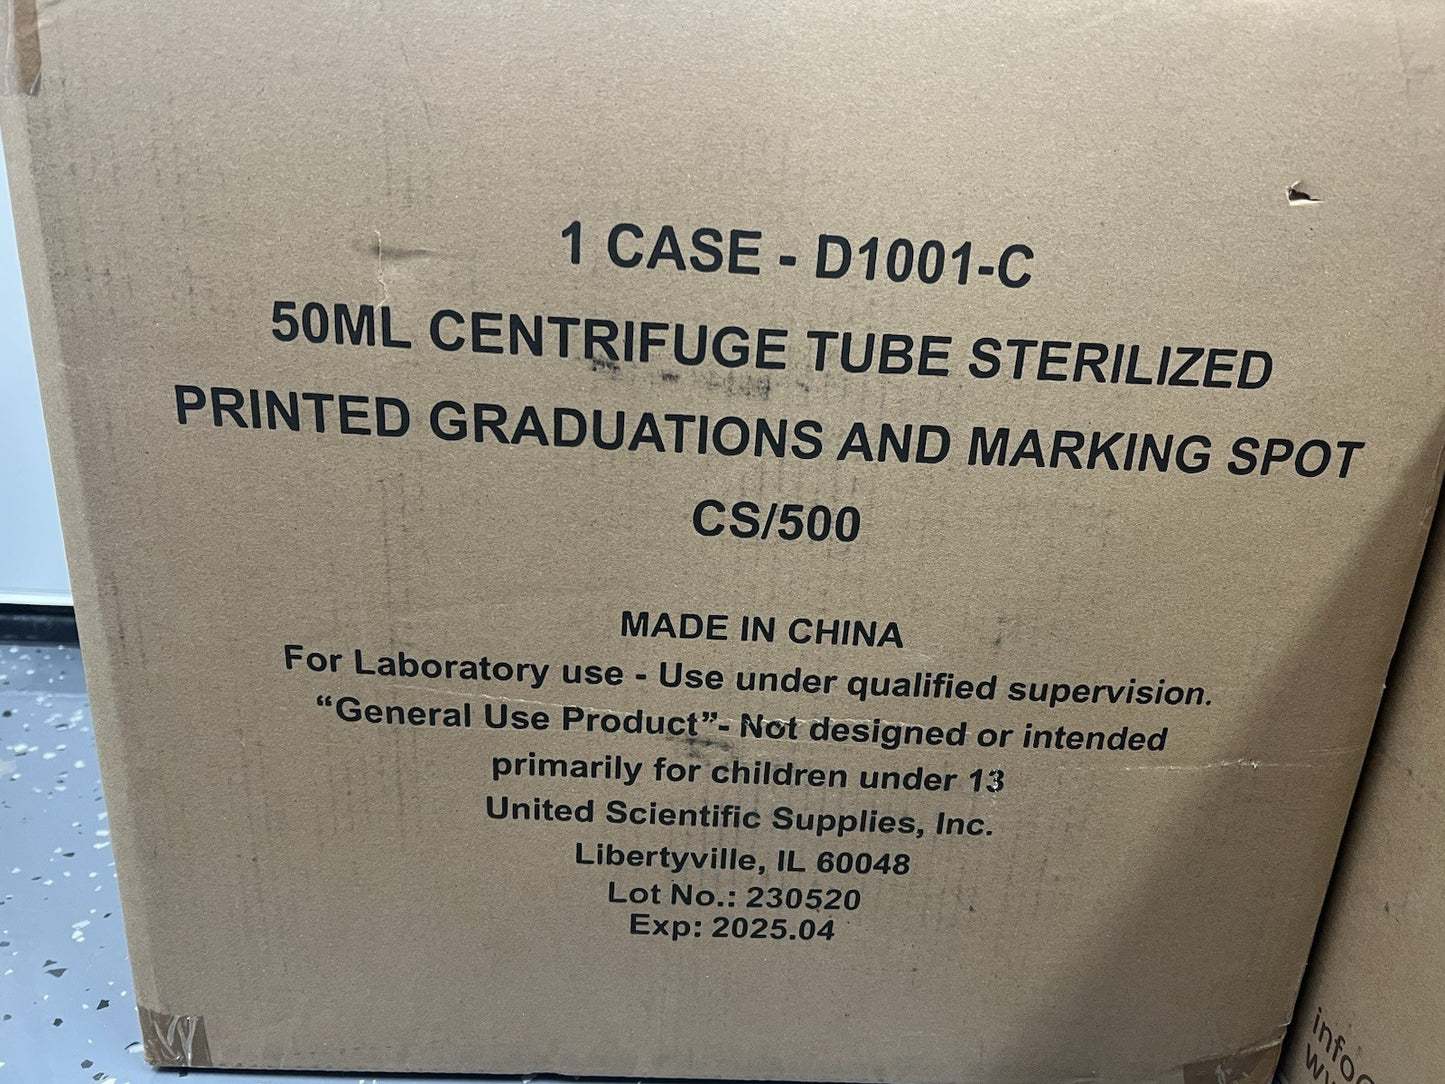 1 CASE - D1001-C
50ML CENTRIFUGE TUBE STERILIZED
PRINTED GRADUATIONS AND MARKING SPOT
CS/500
MADE IN CHINA
For Laboratory use - Use under qualified supervision.
“General Use Product”- Not designed or intended
primarily for children under 13
United Scientific Supplies, Inc.
Libertyville, IL 60048
Lot No.: 230520
Exp: 2025.04